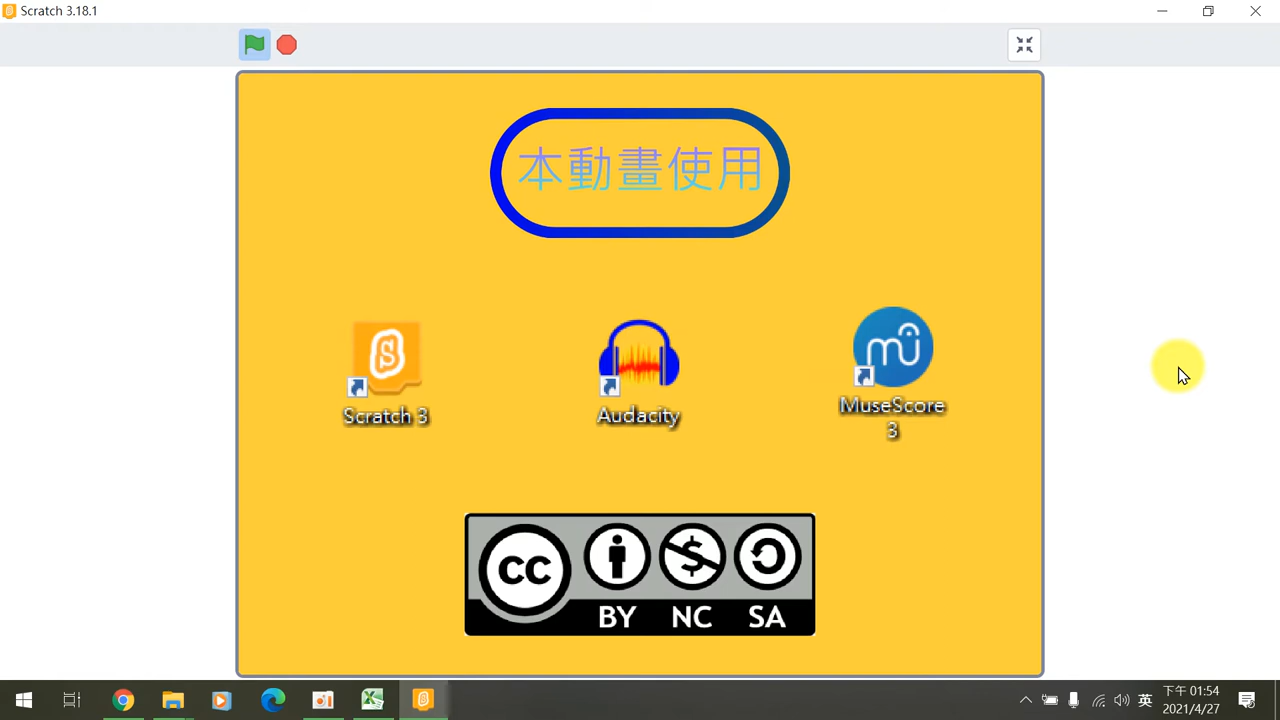 Scratch 3.18.1
本動畫使用
Scratch 3
Audacity
MuseScore
3
CC
BY NC SA
英
下午 01:54
2021/4/27